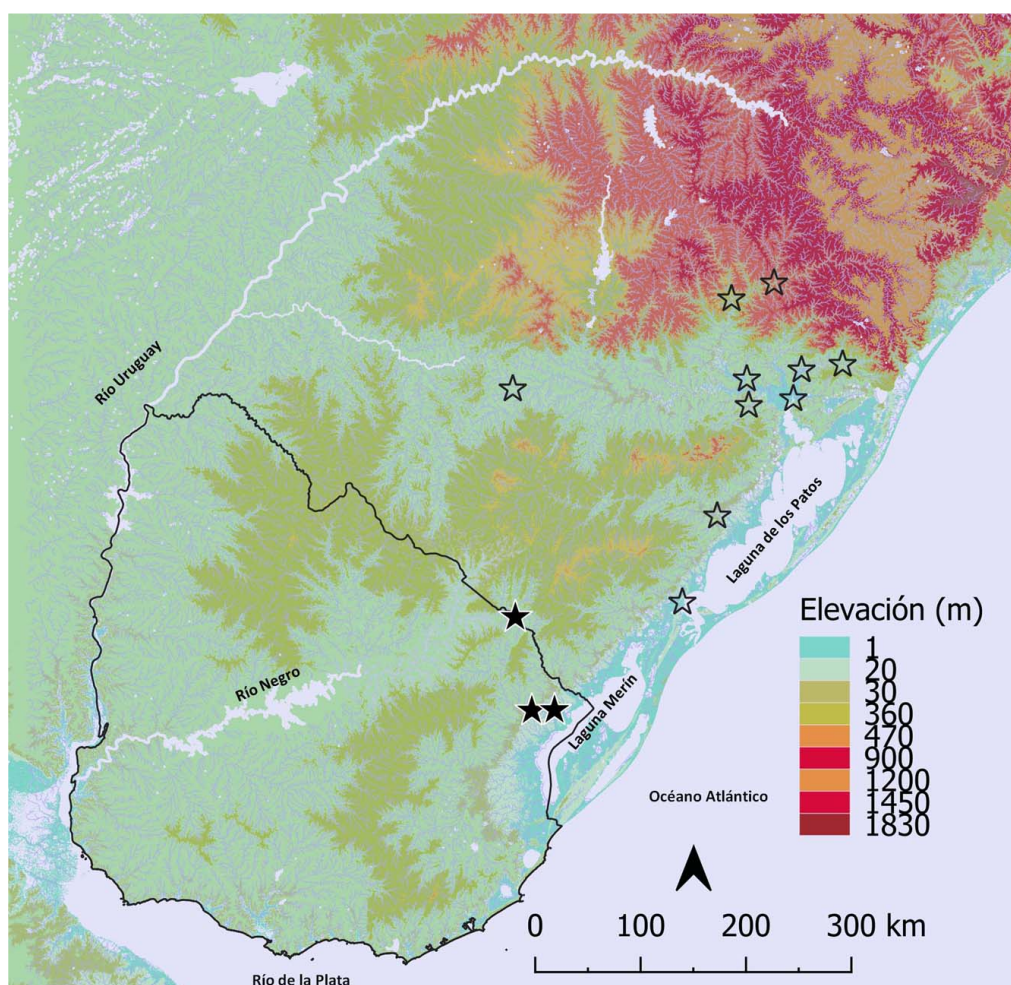 Río Uruguay
Río Negro
Laguna de los Patos
Laguna Merín
Océano Atlántico
Río de la Plata
Elevación (m)
1
20
30
360
470
900
1200
1450
1830
0 100 200 300 km